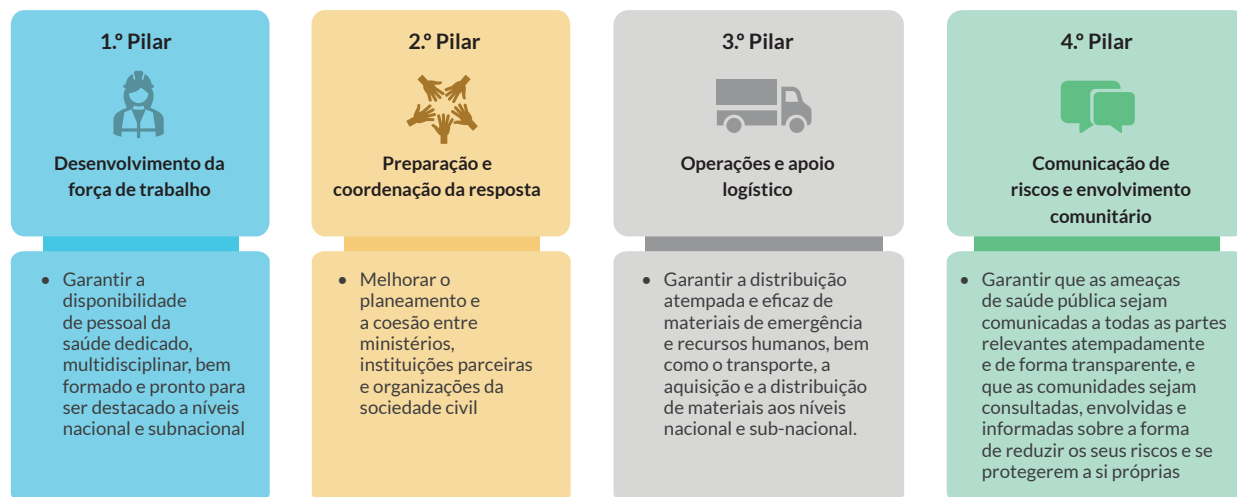 1.º Pilar
Desenvolvimento da
força de trabalho
• Garantir a
disponibilidade
de pessoal da
saúde dedicado,
multidisciplinar, bem
formado e pronto para
ser destacado a níveis
nacional e subnacional
2.º Pilar
Preparação e
coordenação da resposta
• Melhorar o
planeamento e
a coesão entre
ministérios,
instituições parceiras
e organizações da
sociedade civil
3.º Pilar
Operações e apoio
logístico
• Garantir a distribuição
atempada e eficaz de
materiais de emergência
e recursos humanos, bem
como o transporte, a
aquisição e a distribuição
de materiais aos níveis
nacional e sub-nacional.
4.º Pilar
Comunicação de
riscos e envolvimento
comunitário
• Garantir que as ameaças
de saúde pública sejam
comunicadas a todas as partes
relevantes atempadamente
e de forma transparente, e
que as comunidades sejam
consultadas, envolvidas e
informadas sobre a forma
de reduzir os seus riscos e se
protegerem a si próprias